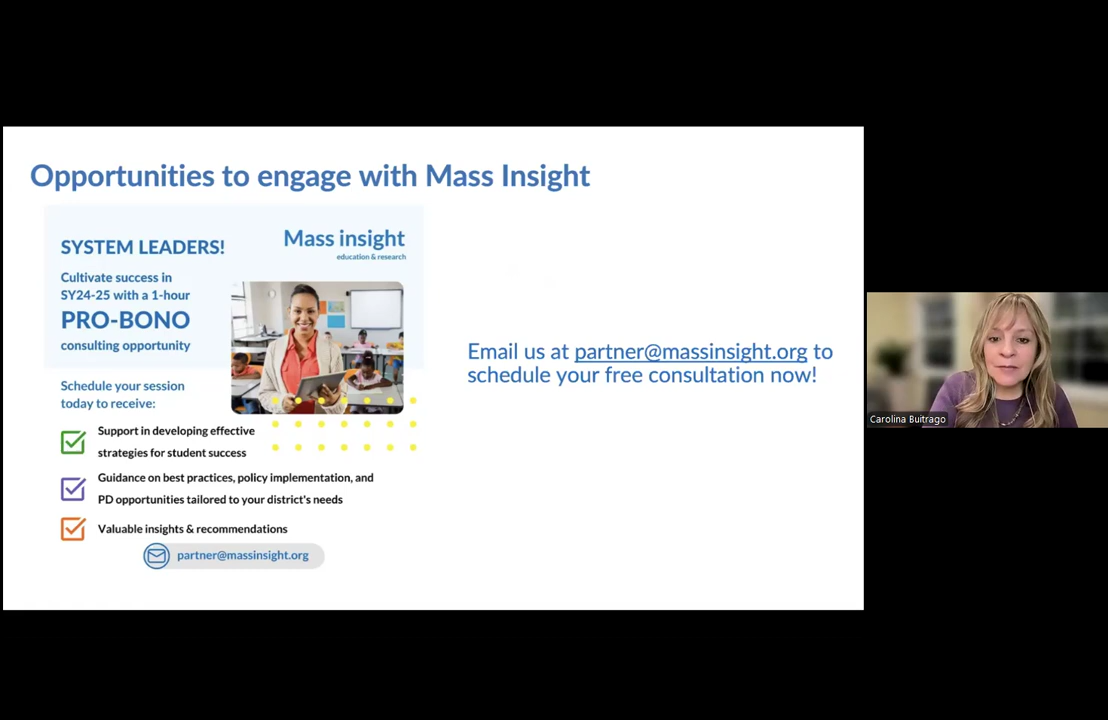 Opportunities to engage with Mass Insight
SYSTEM LEADERS!
Mass insight
education & research
Cultivate success in
SY24-25 with a 1-hour
PRO-BONO
consulting opportunity
Schedule your session
today to receive:
Support in developing effective
strategies for student success
Guidance on best practices, policy implementation, and
PD opportunities tailored to your district's needs
Valuable insights & recommendations
partner@massinsight.org
Email us at partner@massinsight.org to
schedule your free consultation now!
Carolina Buitrago